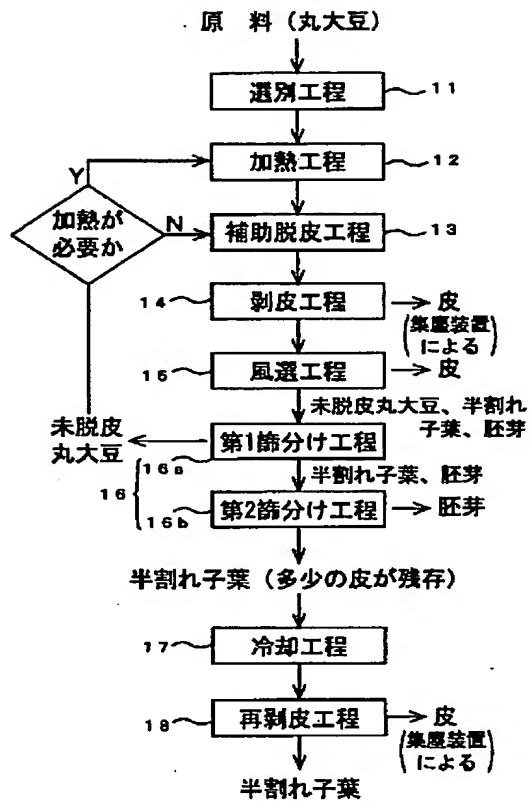 原 料（丸大豆）
選別工程 11
加熱工程 12
Y
加熱が
必要か
N
補助脱皮工程 13
14 剥皮工程 皮
(集塵装置
による)
15 風選工程 皮
未脱皮丸大豆、半割れ
子葉、胚芽
未脱皮
丸大豆
第1篩分け工程
16a
半割れ子葉、胚芽
16
16b 第2篩分け工程 胚芽
半割れ子葉（多少の皮が残存）
17 冷却工程
18 再剥皮工程 皮
(集塵装置
による)
半割れ子葉